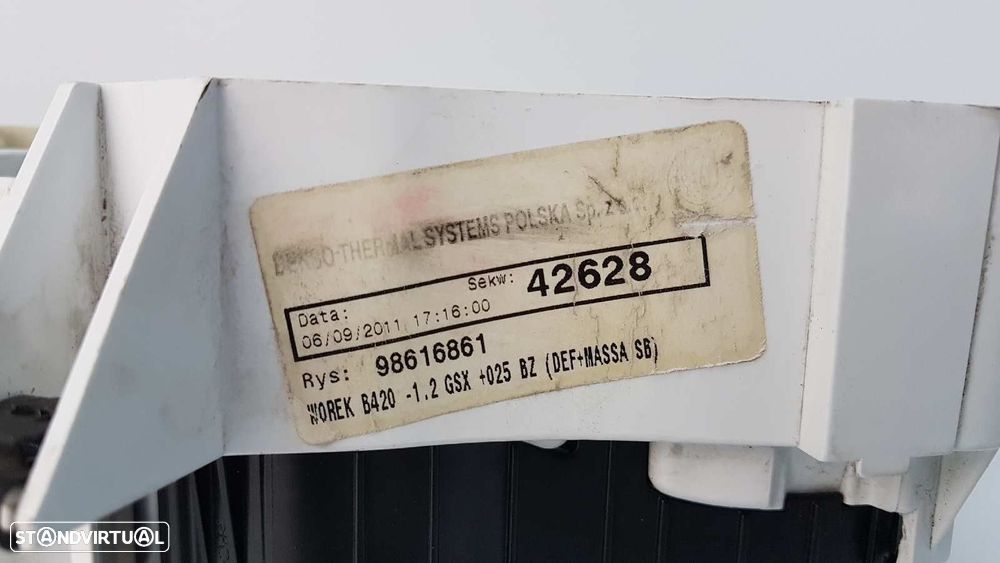 DENSO-THERMAL SYSTEMS POLSKA Sp. z o.o.
Data: Sekw: 42628
06/09/2011 17:16:00
Rys: 98616861
WOREK B420 -1.2 GSX +025 BZ (DEF+MASSA SB)
STANDVIRTUAL